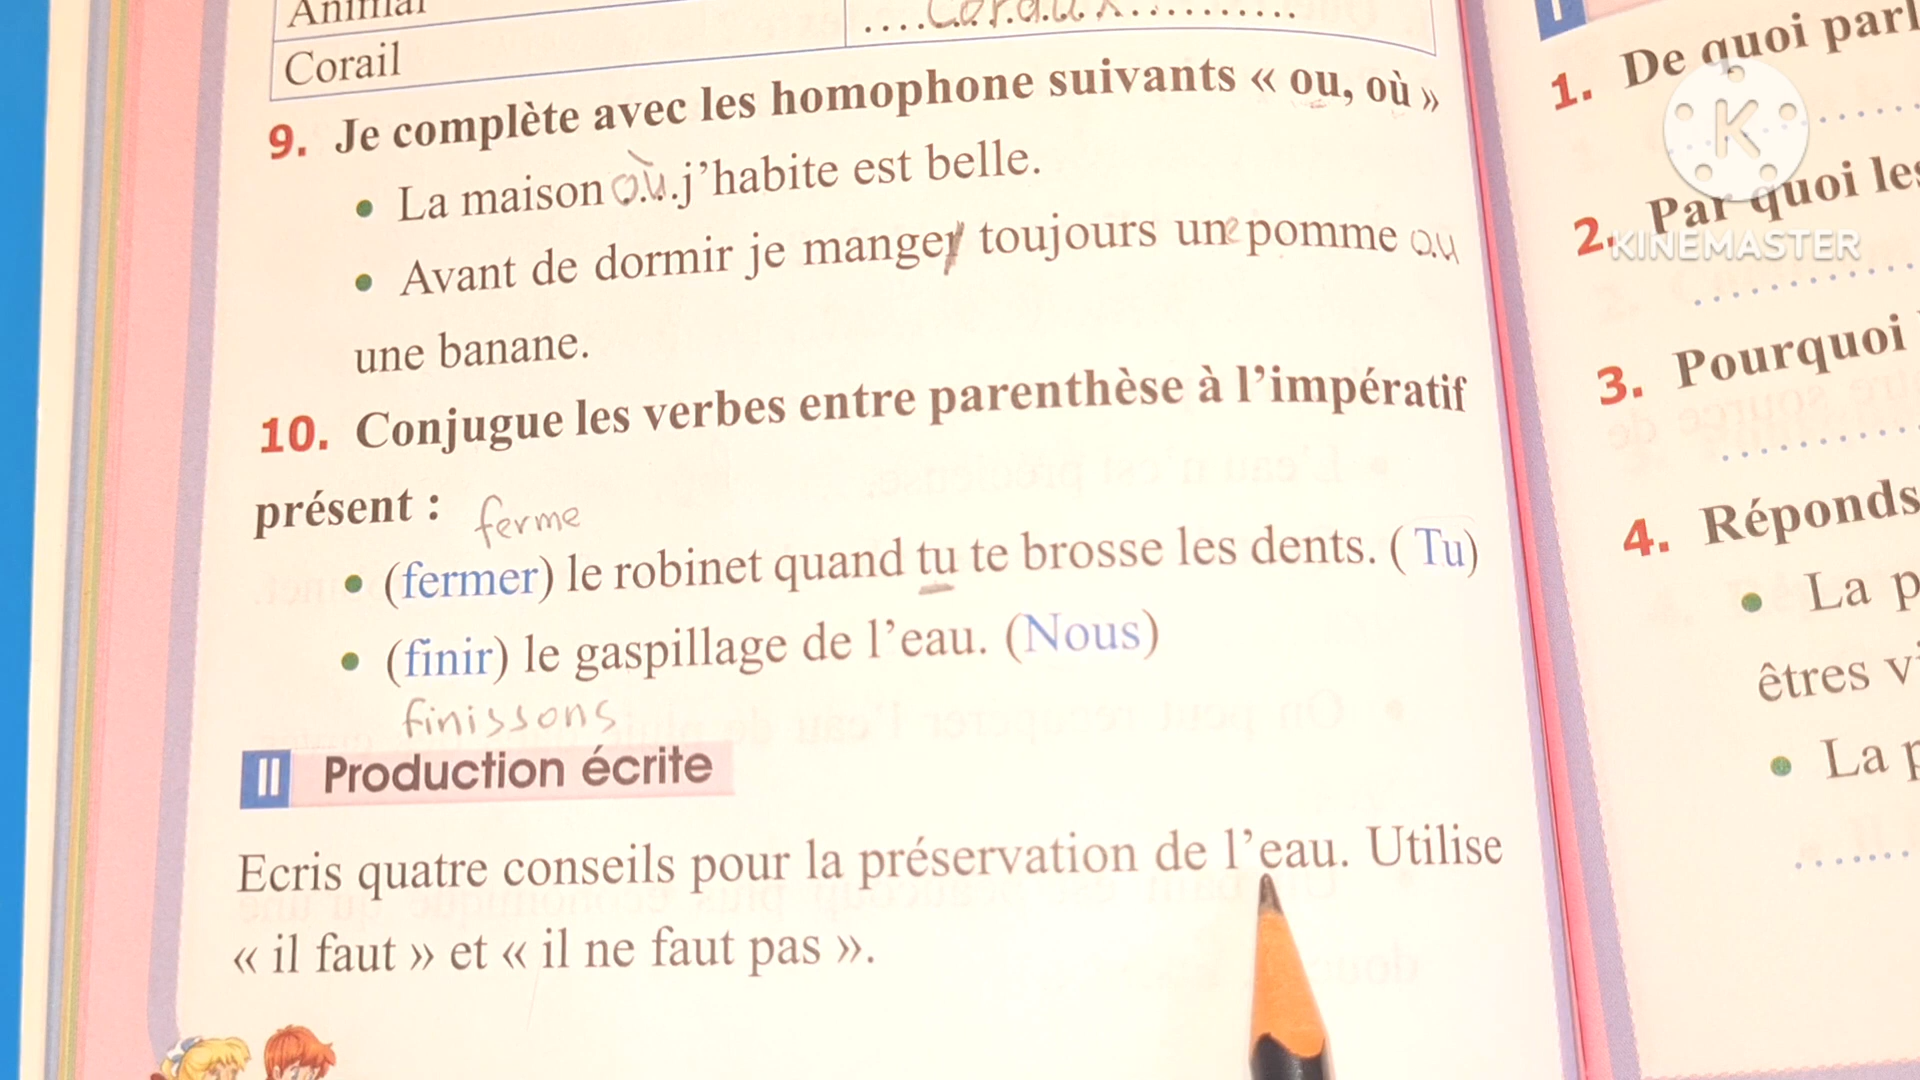 Animal
....Coraux..........
Corail
9. Je complète avec les homophone suivants « ou, où »
• La maison où.j'habite est belle.
• Avant de dormir je manger toujours une pomme ou
une banane.
10. Conjugue les verbes entre parenthèse à l'impératif
présent :
ferme
• (fermer) le robinet quand tu te brosse les dents. ( Tu)
• (finir) le gaspillage de l'eau. (Nous)
finissons
II Production écrite
Ecris quatre conseils pour la préservation de l'eau. Utilise
« il faut » et « il ne faut pas ».
I
1. De quoi parl
2. Par quoi les
3. Pourquoi
4. Réponds
• La p
êtres vi
• La p
K
KINEMASTER